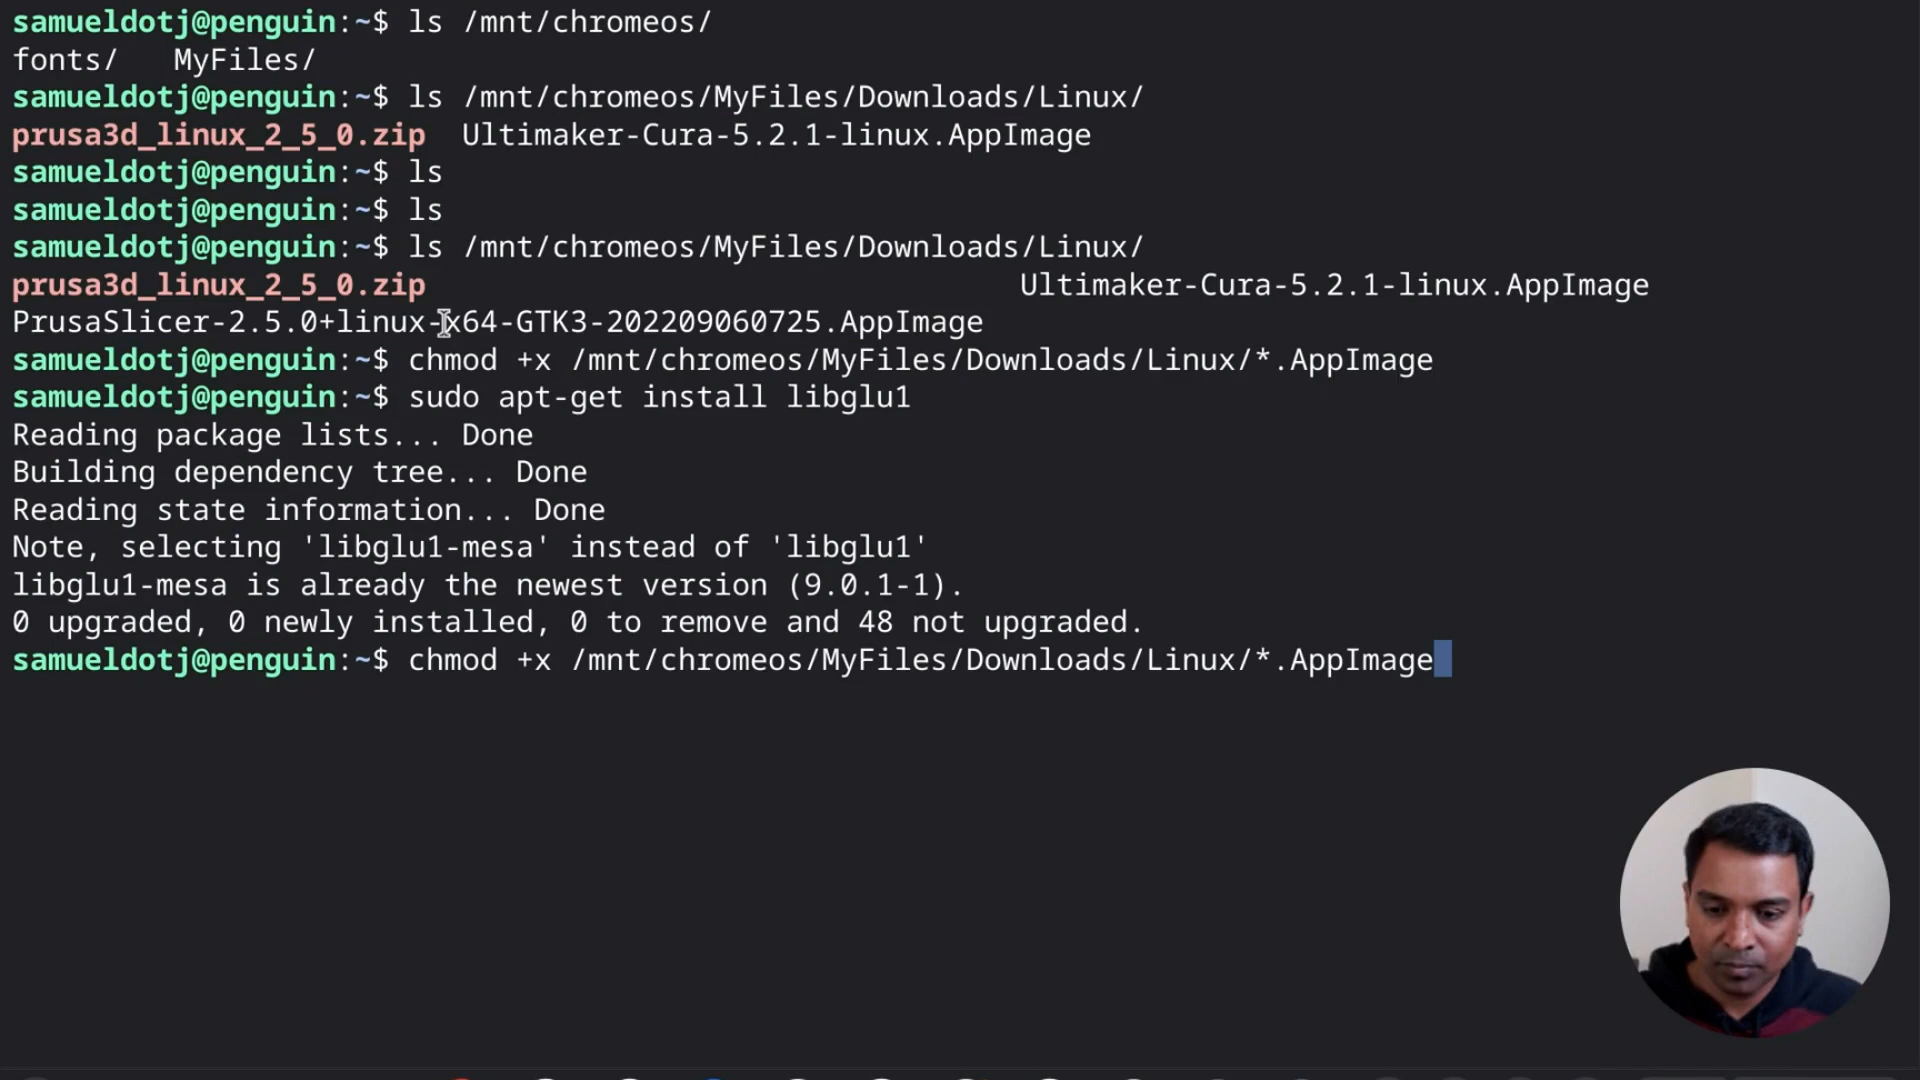 samueldotj@penguin:~$ ls /mnt/chromeos/
fonts/   MyFiles/
samueldotj@penguin:~$ ls /mnt/chromeos/MyFiles/Downloads/Linux/
prusa3d_linux_2_5_0.zip  Ultimaker-Cura-5.2.1-linux.AppImage
samueldotj@penguin:~$ ls
samueldotj@penguin:~$ ls
samueldotj@penguin:~$ ls /mnt/chromeos/MyFiles/Downloads/Linux/
prusa3d_linux_2_5_0.zip                                 Ultimaker-Cura-5.2.1-linux.AppImage
PrusaSlicer-2.5.0+linux-x64-GTK3-202209060725.AppImage
samueldotj@penguin:~$ chmod +x /mnt/chromeos/MyFiles/Downloads/Linux/*.AppImage
samueldotj@penguin:~$ sudo apt-get install libglu1
Reading package lists... Done
Building dependency tree... Done
Reading state information... Done
Note, selecting 'libglu1-mesa' instead of 'libglu1'
libglu1-mesa is already the newest version (9.0.1-1).
0 upgraded, 0 newly installed, 0 to remove and 48 not upgraded.
samueldotj@penguin:~$ chmod +x /mnt/chromeos/MyFiles/Downloads/Linux/*.AppImage